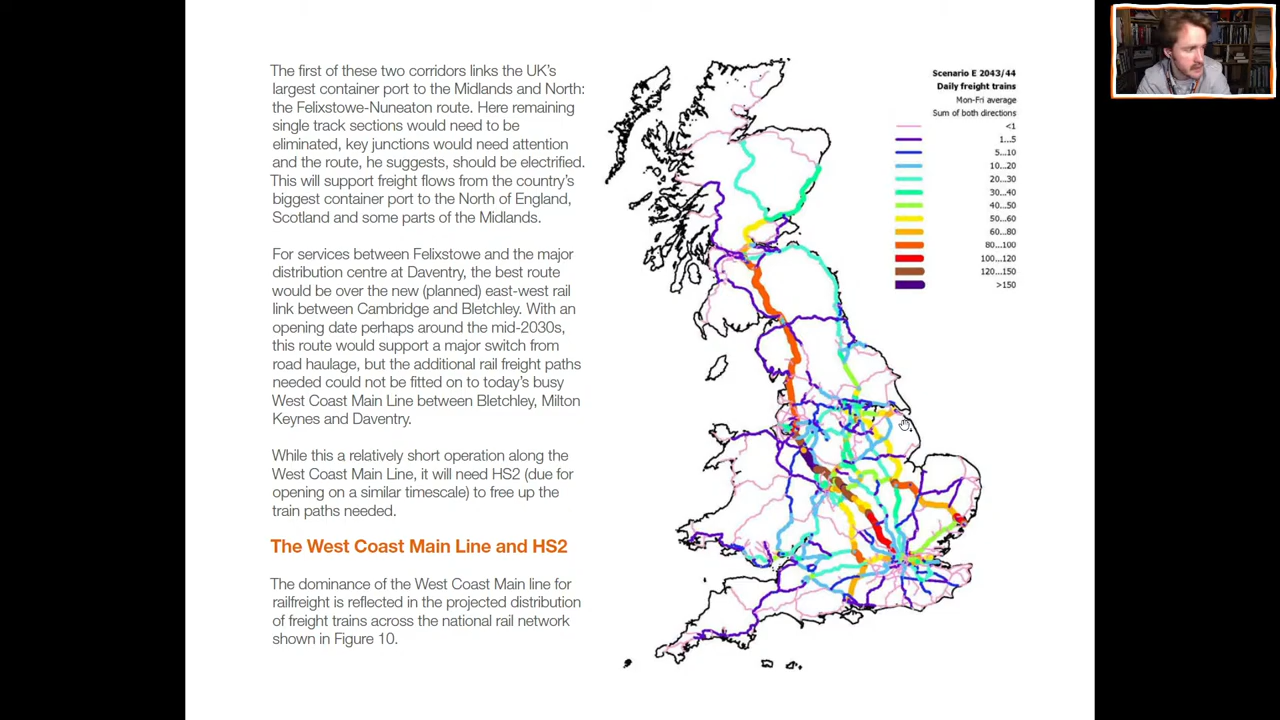 The first of these two corridors links the UK's
largest container port to the Midlands and North:
the Felixstowe-Nuneaton route. Here remaining
single track sections would need to be
eliminated, key junctions would need attention
and the route, he suggests, should be electrified.
This will support freight flows from the country's
biggest container port to the North of England,
Scotland and some parts of the Midlands.
For services between Felixstowe and the major
distribution centre at Daventry, the best route
would be over the new (planned) east-west rail
link between Cambridge and Bletchley. With an
opening date perhaps around the mid-2030s,
this route would support a major switch from
road haulage, but the additional rail freight paths
needed could not be fitted on to today's busy
West Coast Main Line between Bletchley, Milton
Keynes and Daventry.
While this a relatively short operation along the
West Coast Main Line, it will need HS2 (due for
opening on a similar timescale) to free up the
train paths needed.
The West Coast Main Line and HS2
The dominance of the West Coast Main line for
railfreight is reflected in the projected distribution
of freight trains across the national rail network
shown in Figure 10.
Scenario E 2043/44
Daily freight trains
Mon-Fri average
Sum of both directions
<1
1...5
5...10
10...20
20...30
30...40
40...50
50...60
60...80
80...100
100...120
120...150
>150